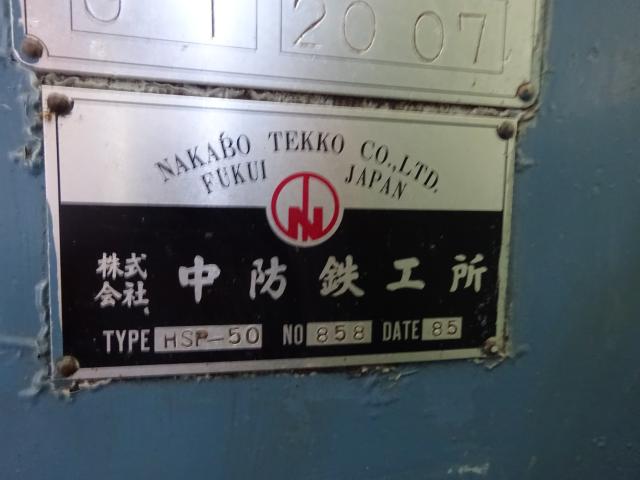 1 2007
NAKABO TEKKO CO.,LTD.
FUKUI JAPAN
株式会社 中防鉄工所
TYPE HSP-50 NO 858 DATE 85